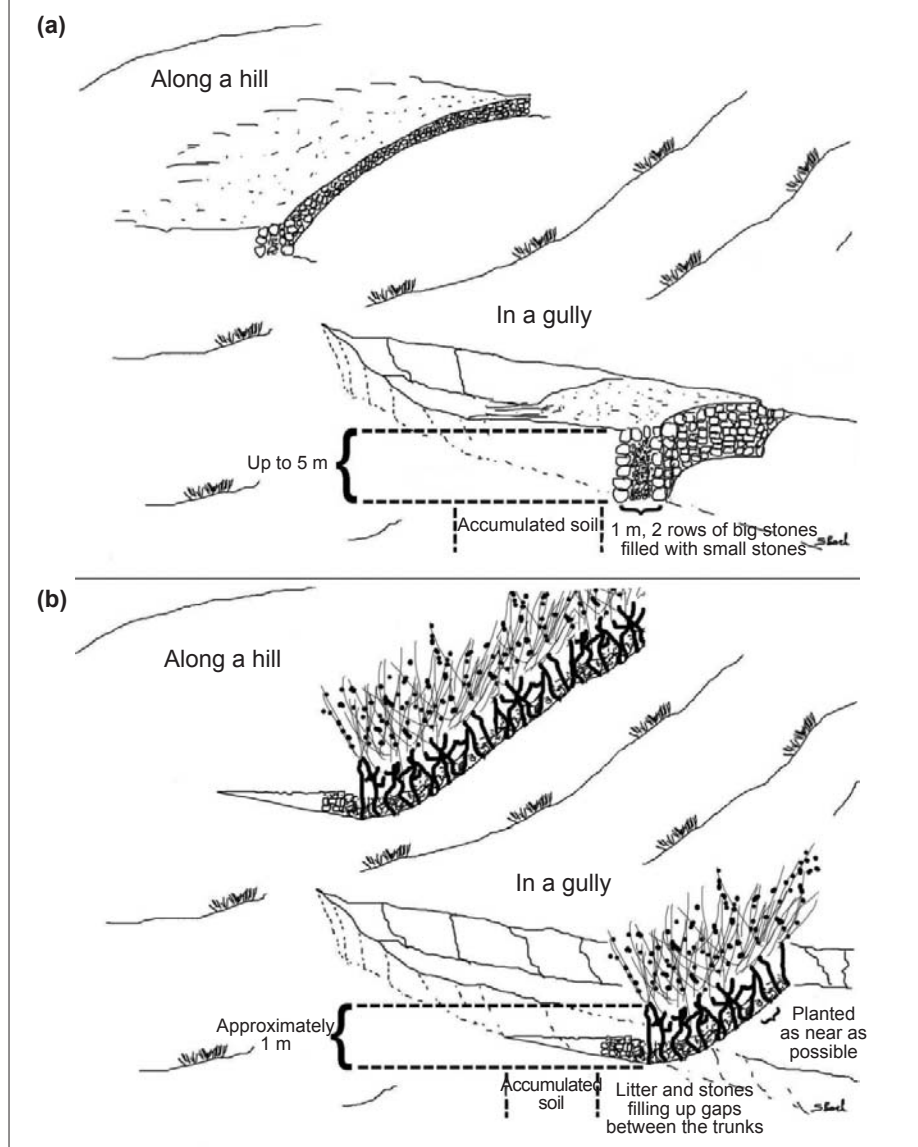 (a)
Along a hill
In a gully
Up to 5 m
Accumulated soil
1 m, 2 rows of big stones
filled with small stones
(b)
Along a hill
In a gully
Approximately
1 m
Planted
as near as
possible
Accumulated
soil
Litter and stones
filling up gaps
between the trunks